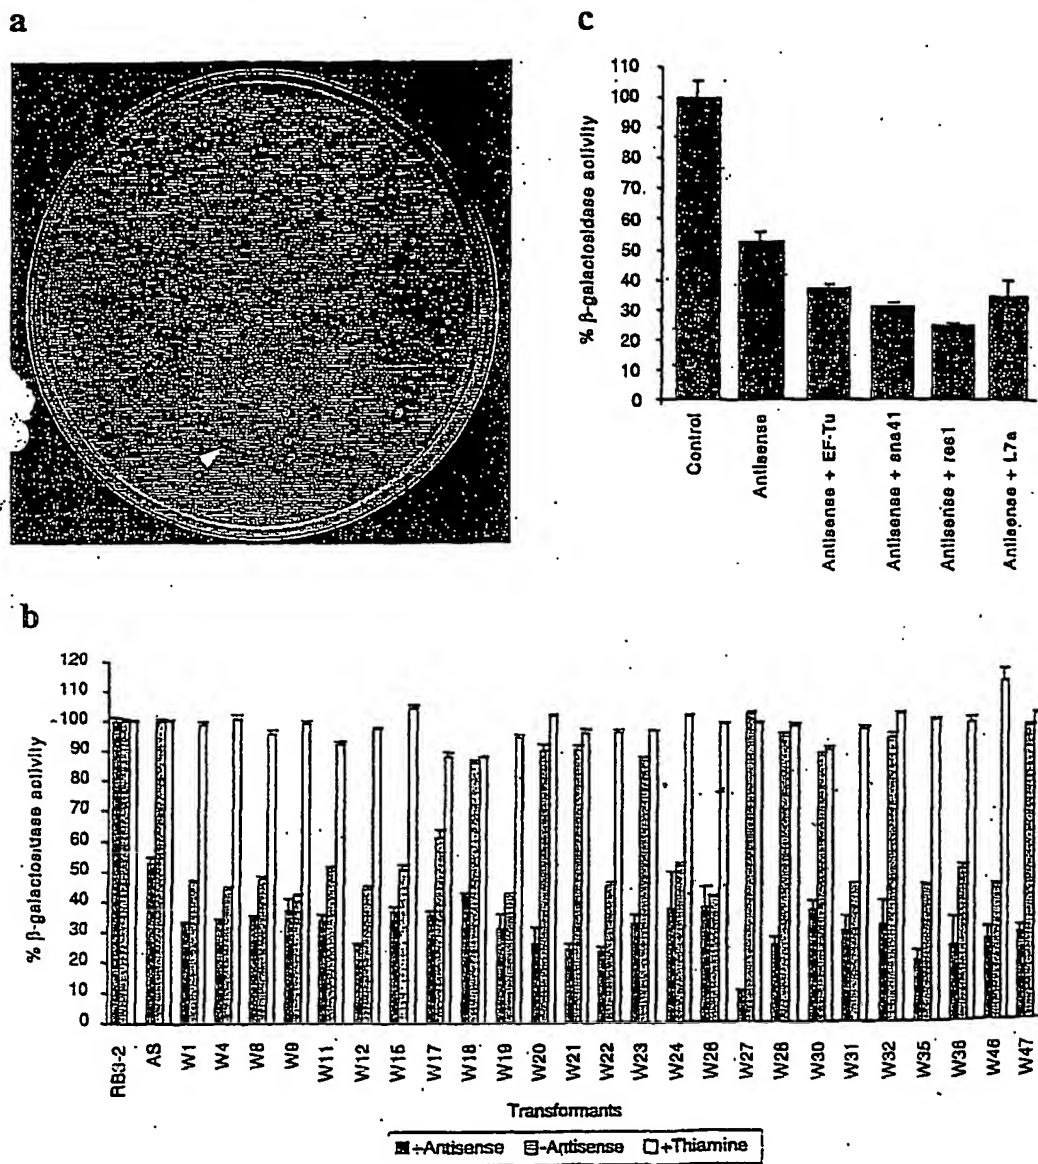 a
c
110
100
90
80
70
60
50
40
30
20
10
0
% β-galactosidase activity
Control
Antisense
Antisense + EF-Tu
Antisense + sna41
Antisense + res1
Antisense + L7a
b
120
110
100
90
80
70
60
50
40
30
20
10
0
% β-galactosidase activity
RB3-2
AS
W1
W4
W8
W9
W11
W12
W15
W17
W18
W19
W20
W21
W22
W23
W24
W26
W27
W28
W30
W31
W32
W35
W36
W46
W47
Transformants
+Antisense -Antisense +Thiamine